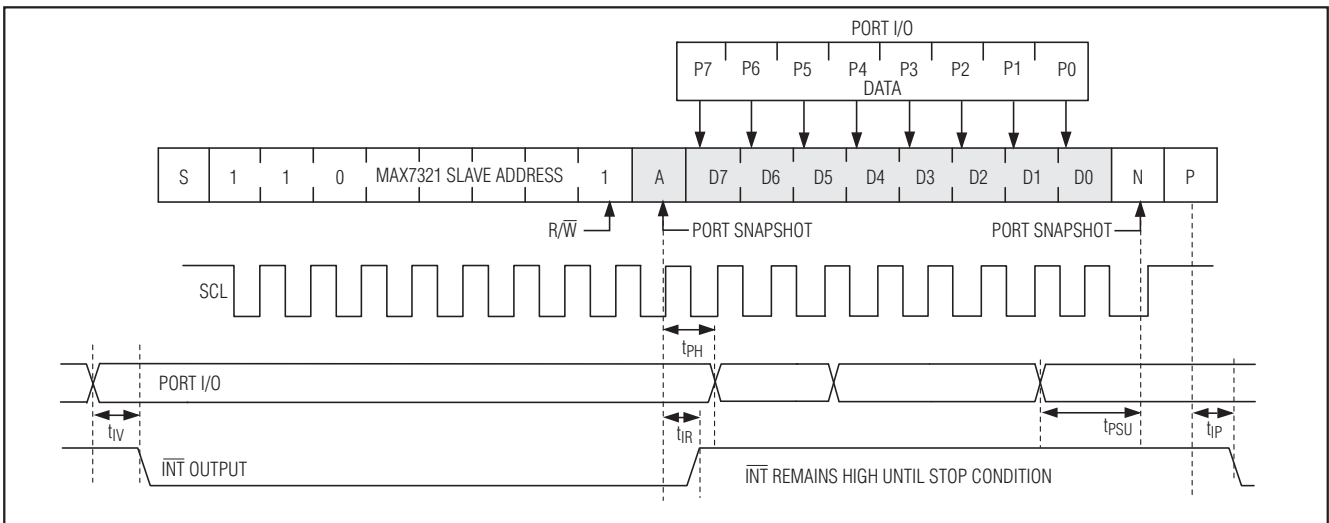 PORT I/O
P7 P6 P5 P4 P3 P2 P1 P0
DATA
S 1 1 0 MAX7321 SLAVE ADDRESS 1 A D7 D6 D5 D4 D3 D2 D1 D0 N P
R/W̅ PORT SNAPSHOT PORT SNAPSHOT
SCL
tPH
PORT I/O
tIV tIR tPSU tIP
I̅N̅T̅ OUTPUT I̅N̅T̅ REMAINS HIGH UNTIL STOP CONDITION